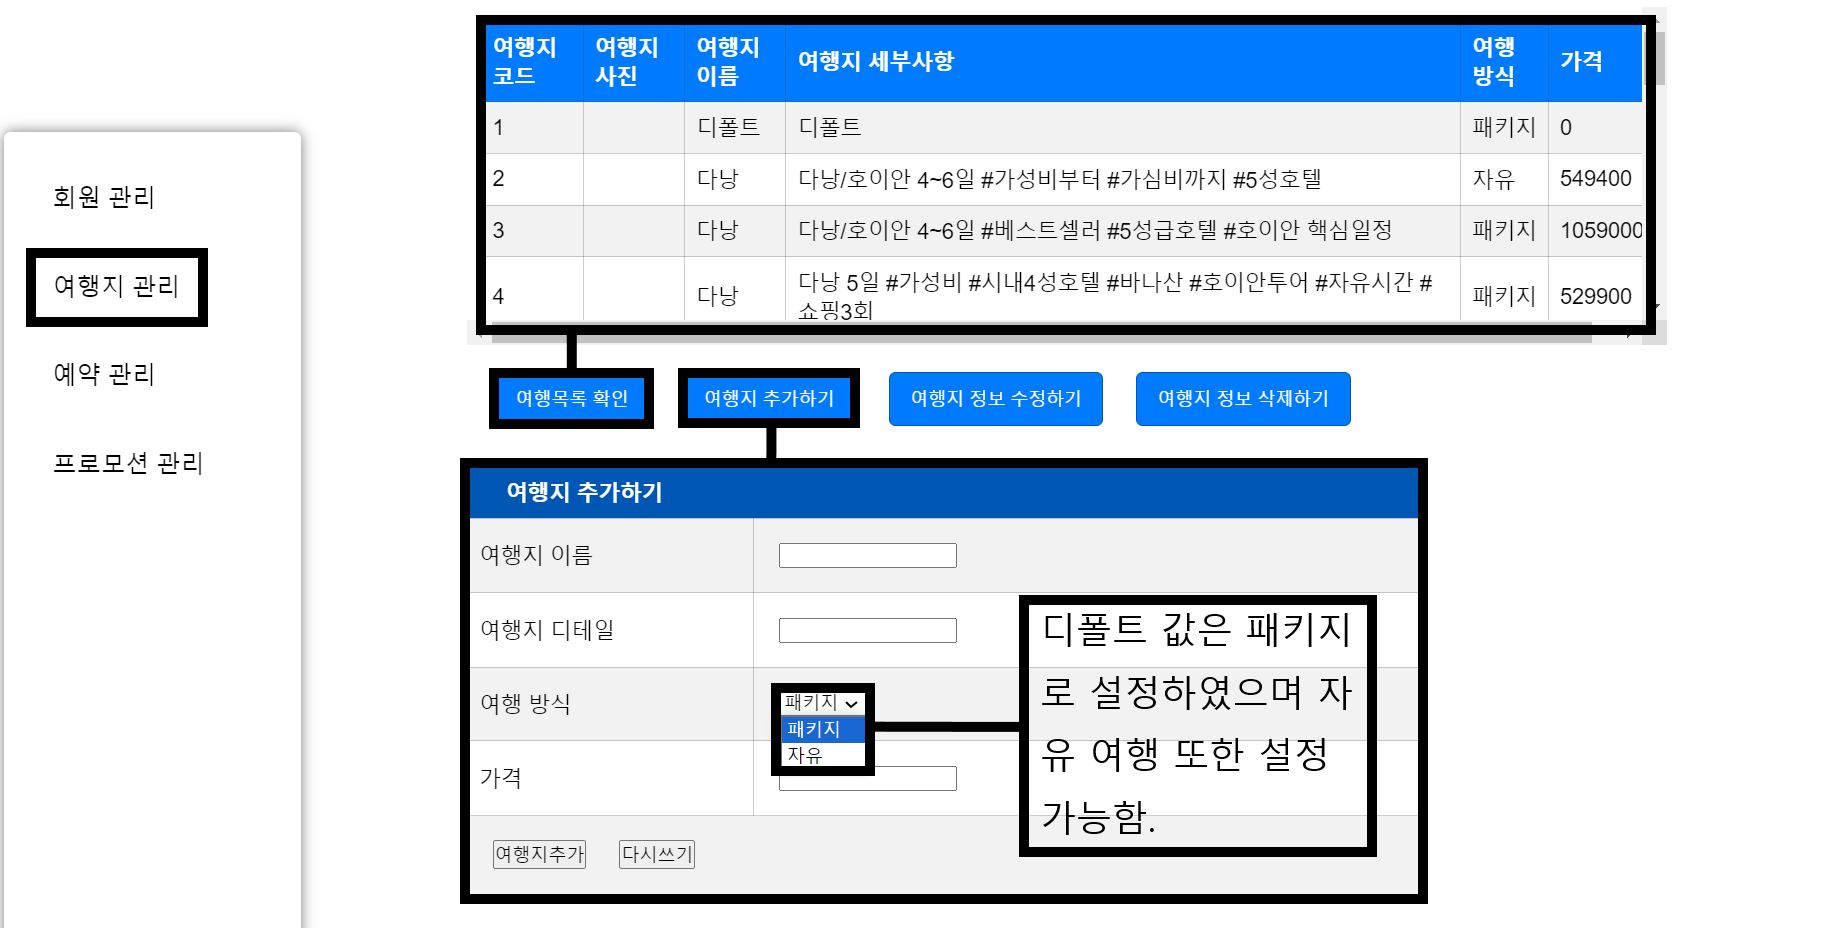 회원 관리
여행지 관리
예약 관리
프로모션 관리
여행지 코드 여행지 사진 여행지 이름 여행지 세부사항 여행 방식 가격
1 디폴트 디폴트 패키지 0
2 다낭 다낭/호이안 4~6일 #가성비부터 #가심비까지 #5성호텔 자유 549400
3 다낭 다낭/호이안 4~6일 #베스트셀러 #5성급호텔 #호이안 핵심일정 패키지 1059000
4 다낭 다낭 5일 #가성비 #시내4성호텔 #바나산 #호이안투어 #자유시간 # 패키지 529900
쇼핑3회
여행목록 확인 여행지 추가하기 여행지 정보 수정하기 여행지 정보 삭제하기
여행지 추가하기
여행지 이름
여행지 디테일
여행 방식 패키지
패키지
자유
가격
여행지추가 다시쓰기
디폴트 값은 패키지
로 설정하였으며 자
유 여행 또한 설정
가능함.